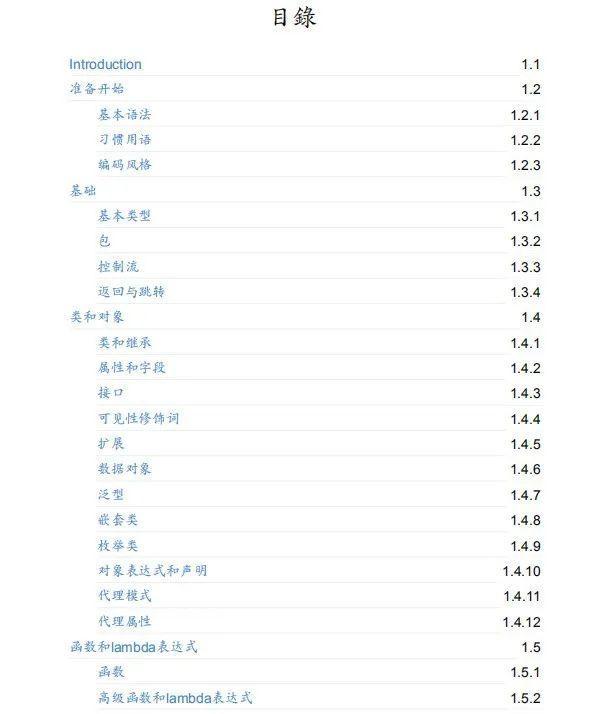 目錄
Introduction 1.1
准备开始 1.2
基本语法 1.2.1
习惯用语 1.2.2
编码风格 1.2.3
基础 1.3
基本类型 1.3.1
包 1.3.2
控制流 1.3.3
返回与跳转 1.3.4
类和对象 1.4
类和继承 1.4.1
属性和字段 1.4.2
接口 1.4.3
可见性修饰词 1.4.4
扩展 1.4.5
数据对象 1.4.6
泛型 1.4.7
嵌套类 1.4.8
枚举类 1.4.9
对象表达式和声明 1.4.10
代理模式 1.4.11
代理属性 1.4.12
函数和lambda表达式 1.5
函数 1.5.1
高级函数和lambda表达式 1.5.2